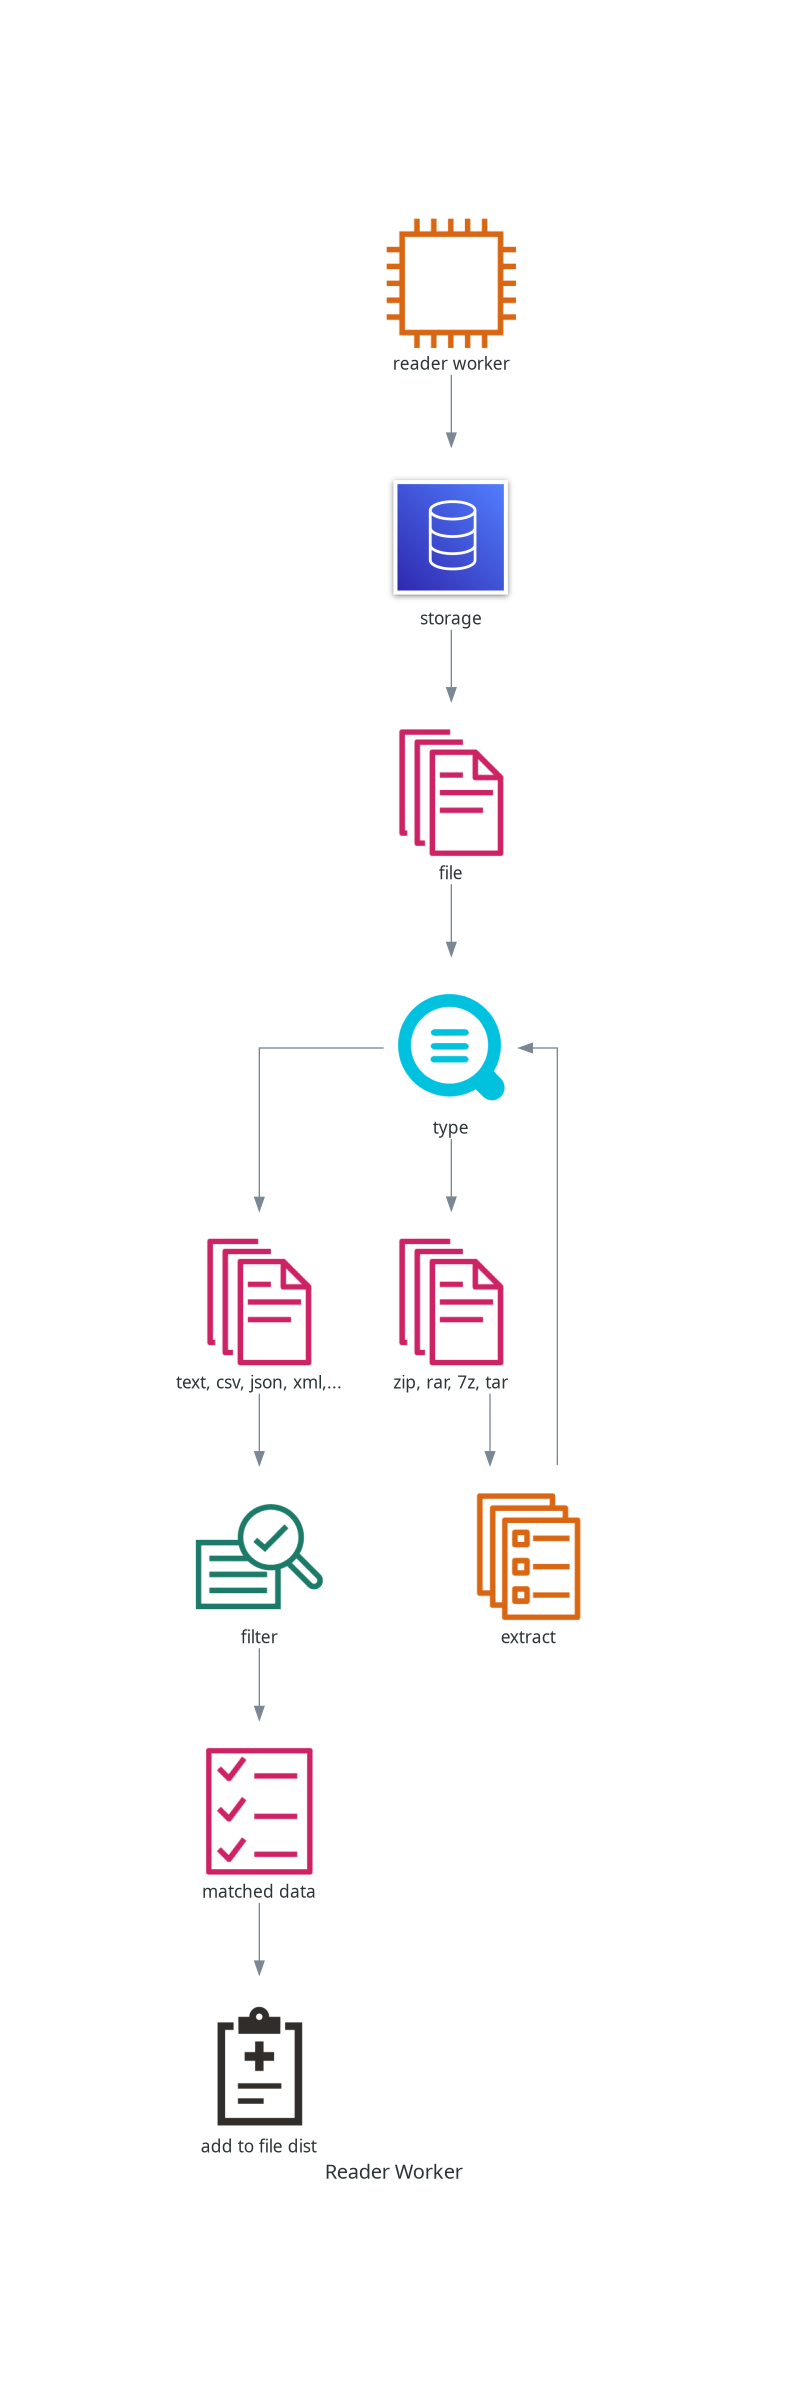 reader worker
storage
file
type
text, csv, json, xml,...
zip, rar, 7z, tar
filter
extract
matched data
add to file dist
Reader Worker